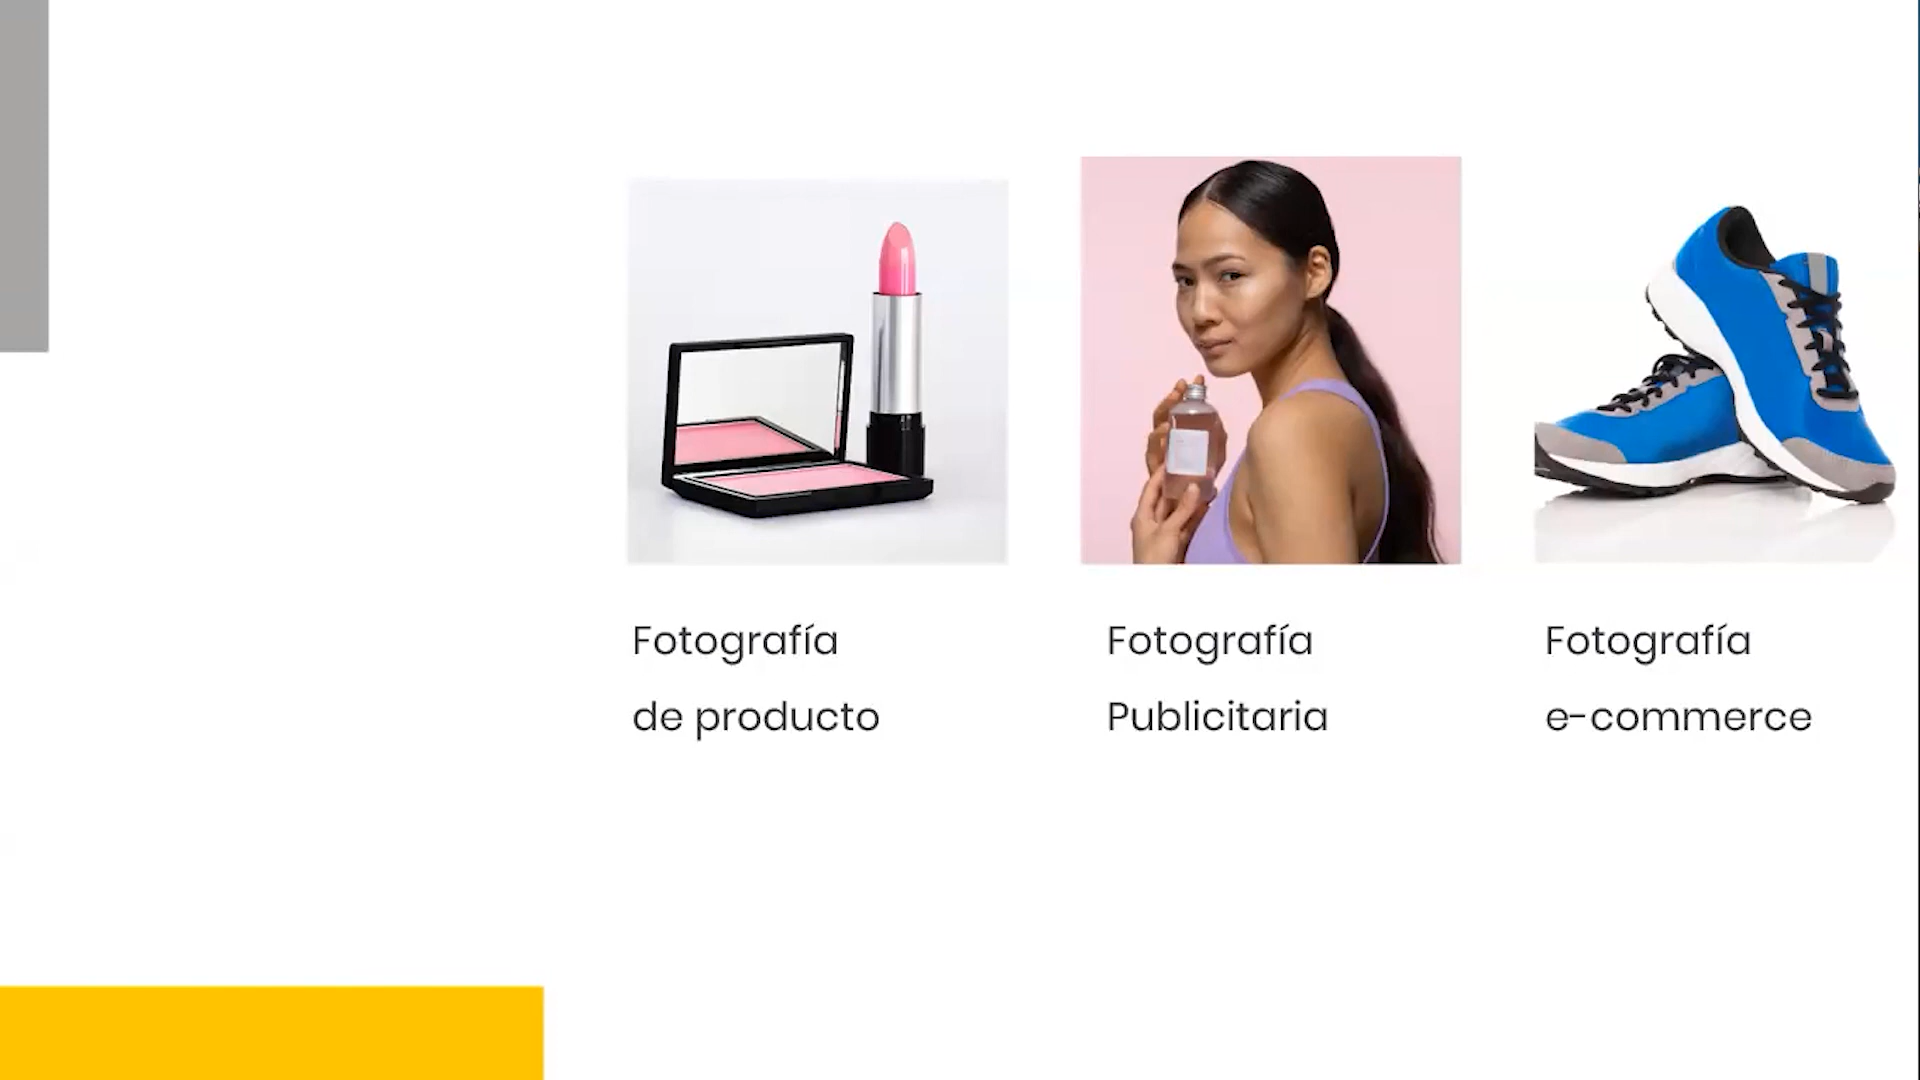 Fotografía
de producto
Fotografía
Publicitaria
Fotografía
e-commerce